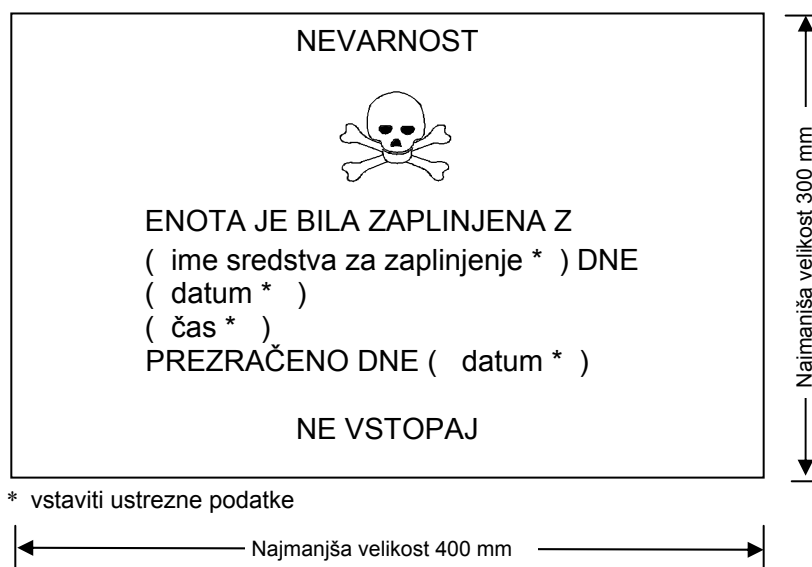 NEVARNOST
ENOTA JE BILA ZAPLINJENA Z
( ime sredstva za zaplinjenje * ) DNE
( datum * )
( čas * )
PREZRAČENO DNE ( datum * )
NE VSTOPAJ
* vstaviti ustrezne podatke
Najmanjša velikost 400 mm
Najmanjša velikost 300 mm